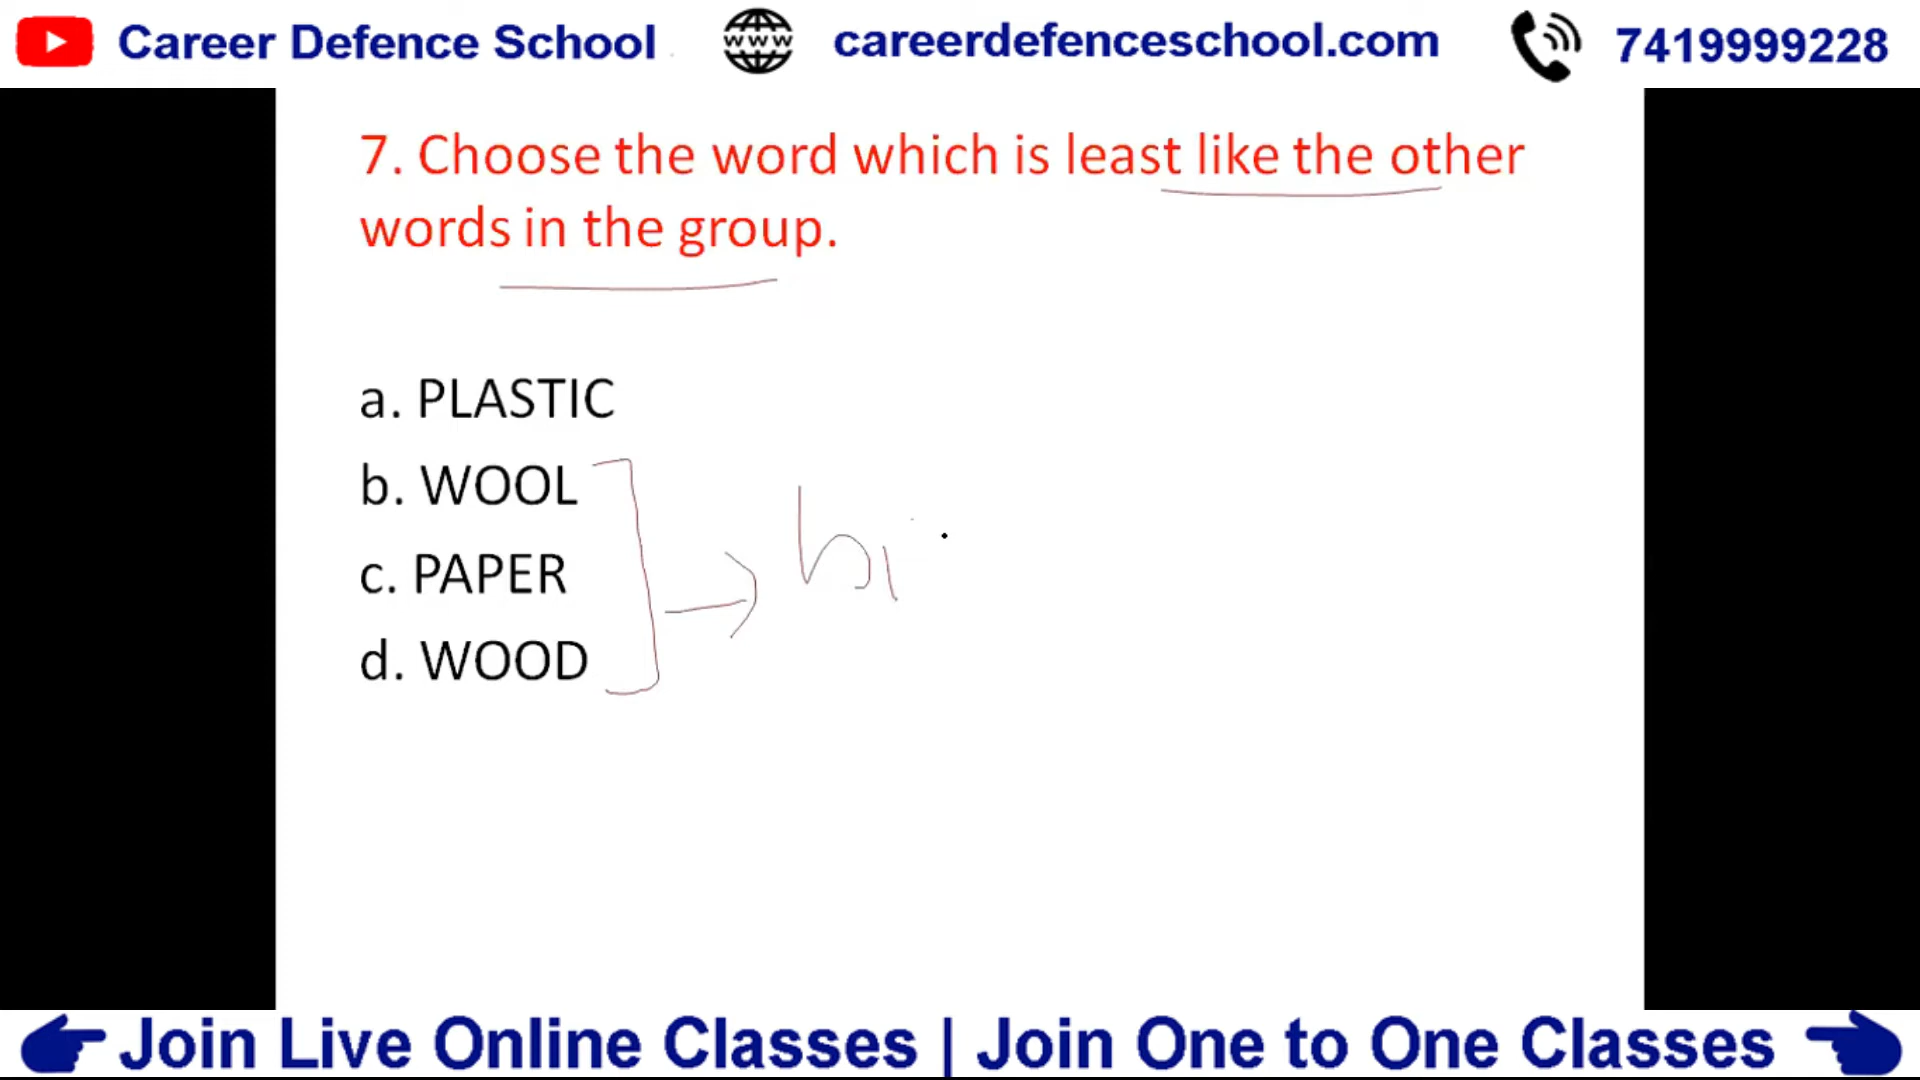 Career Defence School
www
careerdefenceschool.com
7419999228
7. Choose the word which is least like the other
words in the group.
a. PLASTIC
b. WOOL
c. PAPER
d. WOOD
Join Live Online Classes | Join One to One Classes